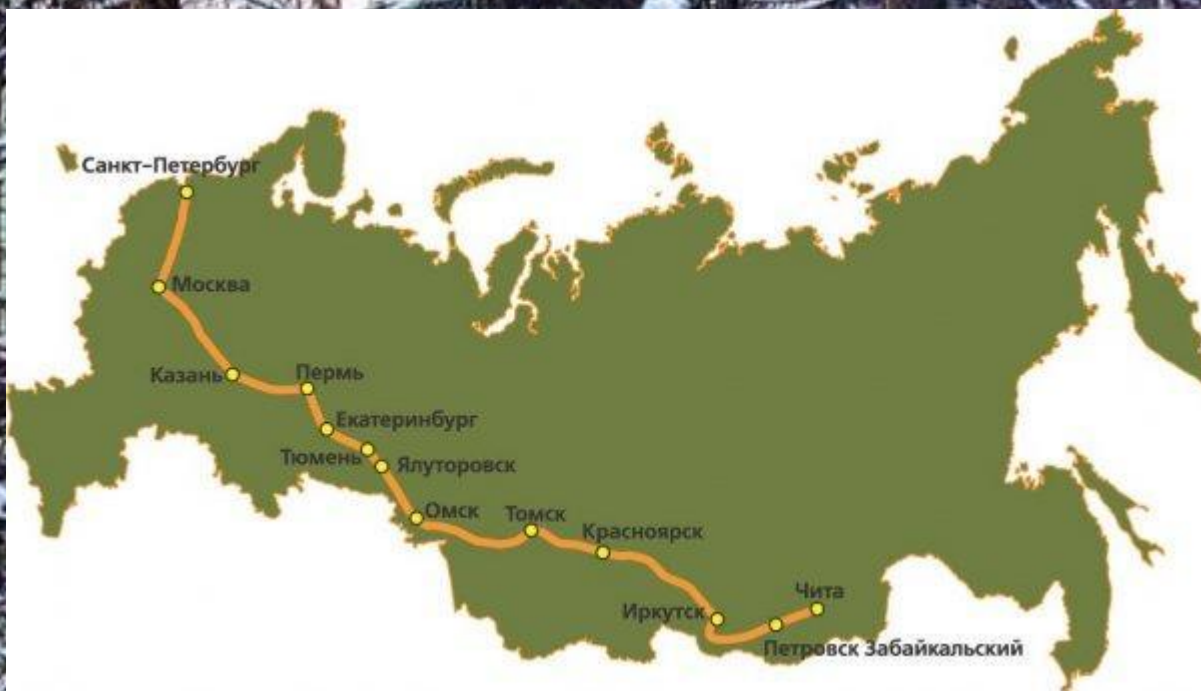 Санкт-Петербург
Москва
Казань
Пермь
Екатеринбург
Тюмень
Ялуторовск
Омск
Томск
Красноярск
Иркутск
Чита
Петровск Забайкальский